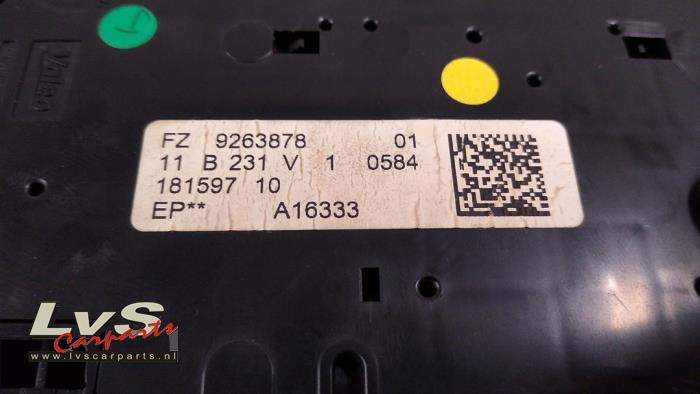 Valeo
FZ 9263878 01
11 B 231 V 1 0584
181597 10
EP** A16333
LvS
Carparts
www.lvscarparts.nl